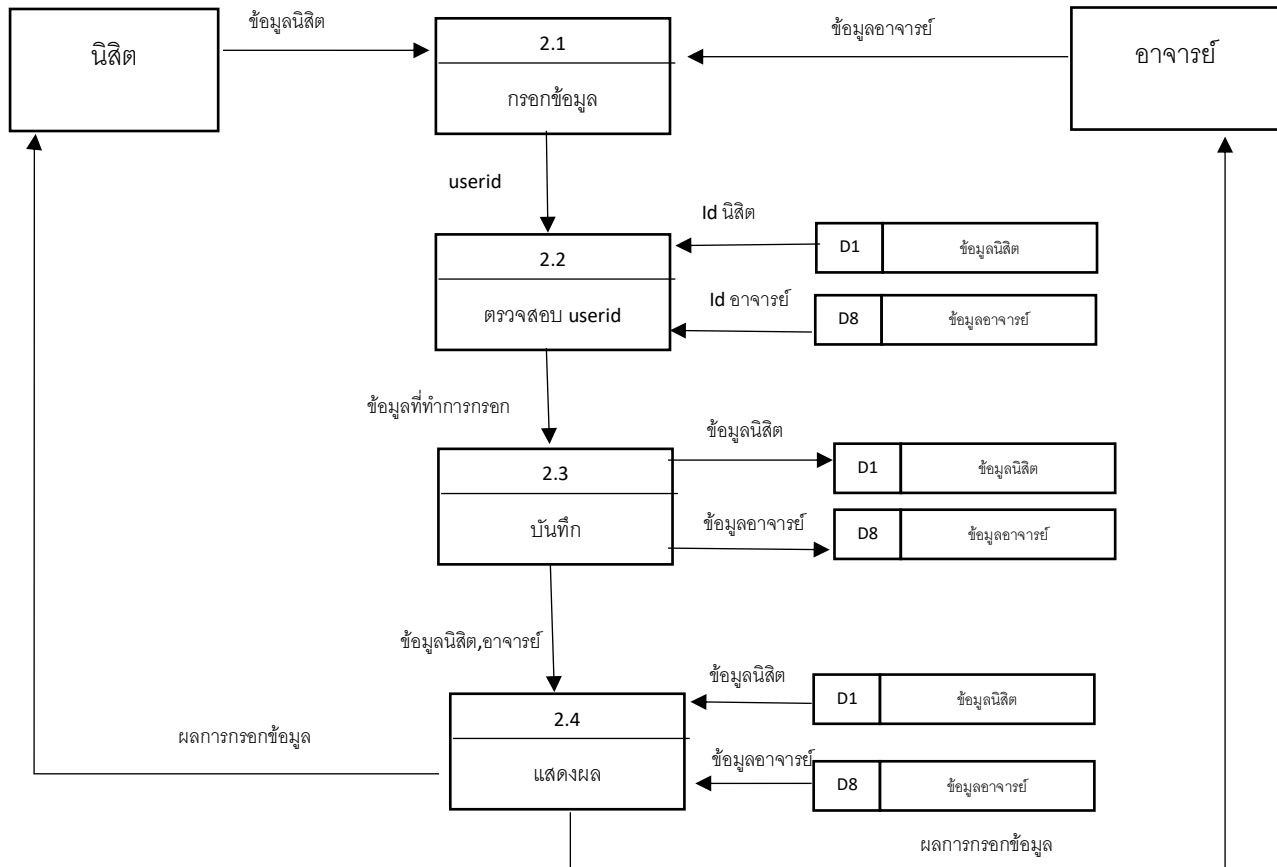 ข้อมูลนิสิต
ข้อมูลอาจารย์
นิสิต
2.1
อาจารย์
กรอกข้อมูล
userid
Id นิสิต
D1
ข้อมูลนิสิต
2.2
Id อาจารย์
ตรวจสอบ userid
D8
ข้อมูลอาจารย์
ข้อมูลที่ทำการกรอก
ข้อมูลนิสิต
2.3
D1
ข้อมูลนิสิต
บันทึก
ข้อมูลอาจารย์
D8
ข้อมูลอาจารย์
ข้อมูลนิสิต,อาจารย์
ข้อมูลนิสิต
D1
ข้อมูลนิสิต
2.4
ผลการกรอกข้อมูล
แสดงผล
ข้อมูลอาจารย์
D8
ข้อมูลอาจารย์
ผลการกรอกข้อมูล